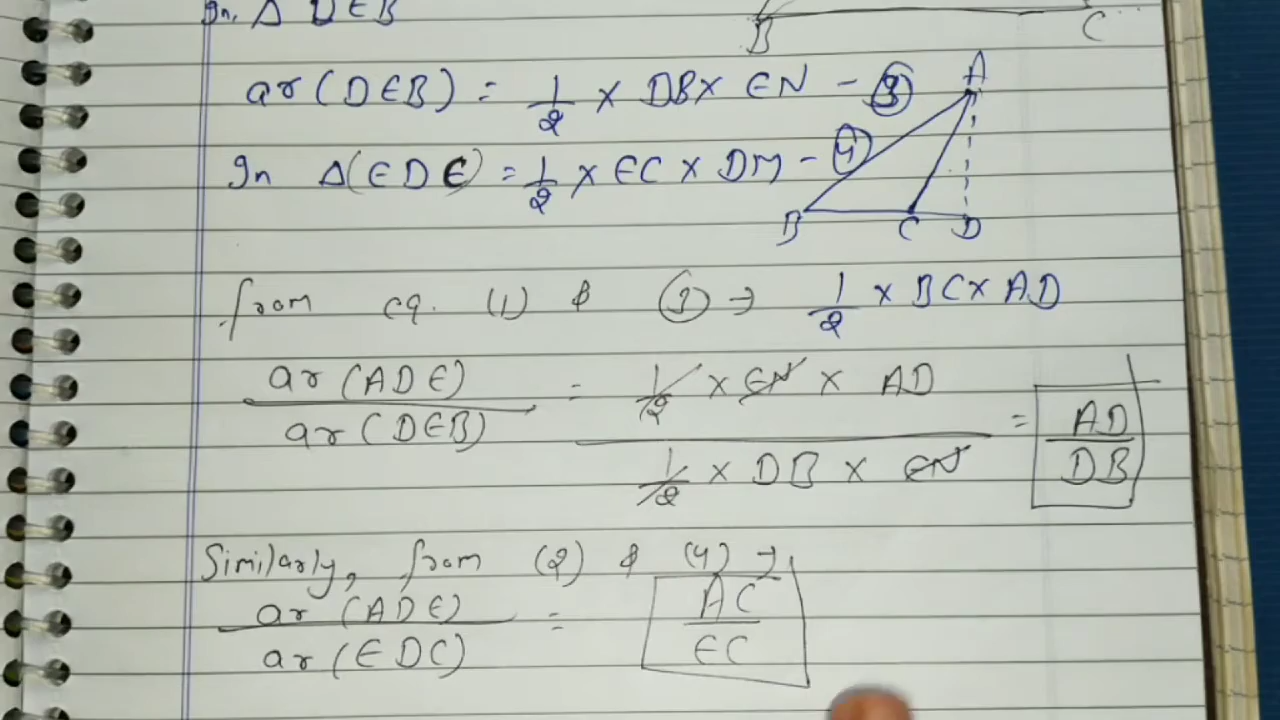 In, Δ DEB
B C
ar(DEB) = 1/2 × DB × EN - (3)
A
In Δ(EDC) = 1/2 × EC × DM - (4)
B C D
from eq. (1) & (3) → 1/2 × BC × AD
ar(ADE)/ar(DEB) = (1/2 × EN × AD)/(1/2 × DB × EN) = AD/DB
Similarly, from (2) & (4) →
ar(ADE)/ar(EDC) = AC/EC